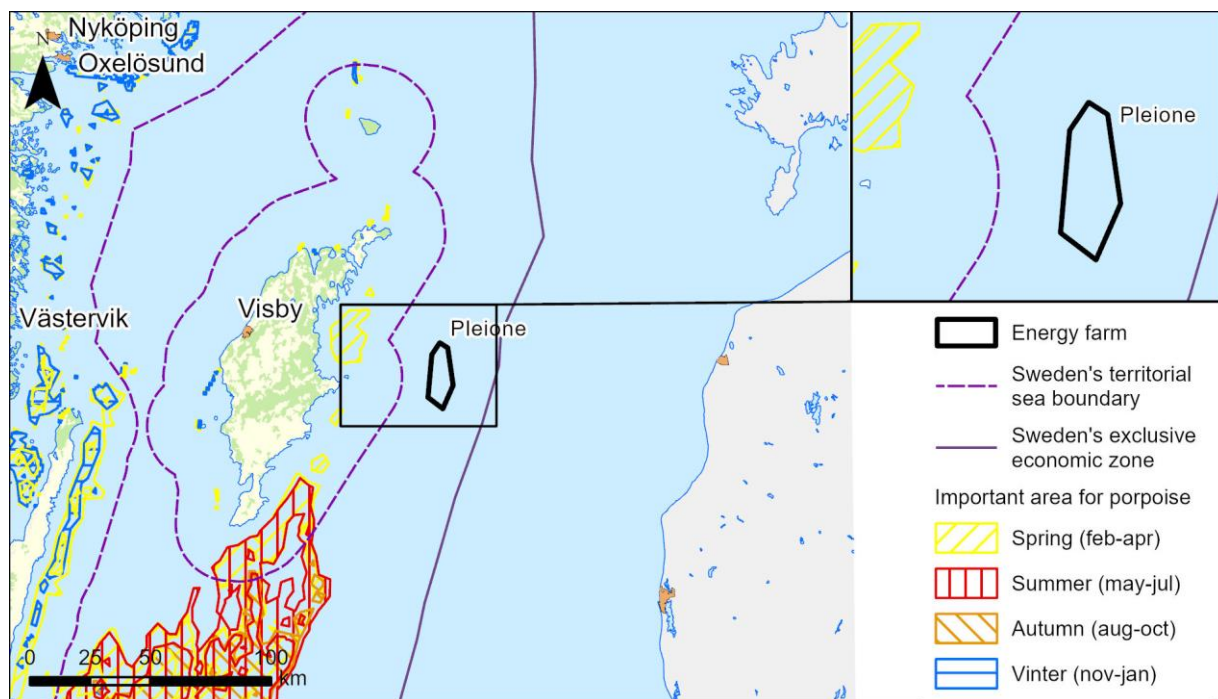 Nyköping
N
Oxelösund
Västervik
Visby
Pleione
0 25 50 100
km
Pleione
Energy farm
Sweden's territorial
sea boundary
Sweden's exclusive
economic zone
Important area for porpoise
Spring (feb-apr)
Summer (may-jul)
Autumn (aug-oct)
Vinter (nov-jan)